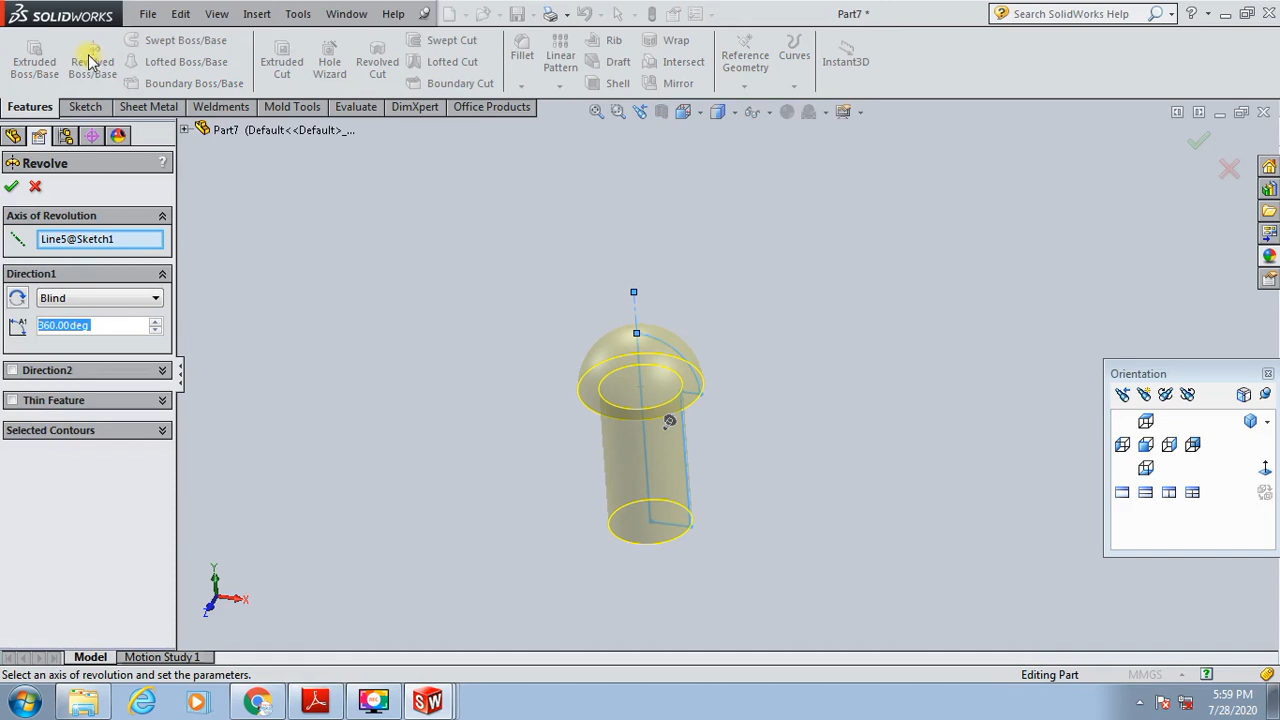 SOLIDWORKS File Edit View Insert Tools Window Help Part7 * Search SolidWorks Help
Extruded Boss/Base
Revolved Boss/Base
Swept Boss/Base
Lofted Boss/Base
Boundary Boss/Base
Extruded Cut
Hole Wizard
Revolved Cut
Swept Cut
Lofted Cut
Boundary Cut
Fillet
Linear Pattern
Rib
Draft
Shell
Wrap
Intersect
Mirror
Reference Geometry
Curves
Instant3D
Features Sketch Sheet Metal Weldments Mold Tools Evaluate DimXpert Office Products
Part7 (Default<<Default>_...
Revolve ?
Axis of Revolution
Line5@Sketch1
Direction1
Blind
A1 360.00deg
Direction2
Thin Feature
Selected Contours
Orientation
Y
X
Z
Model Motion Study 1
Select an axis of revolution and set the parameters. Editing Part MMGS ?
5:59 PM
7/28/2020